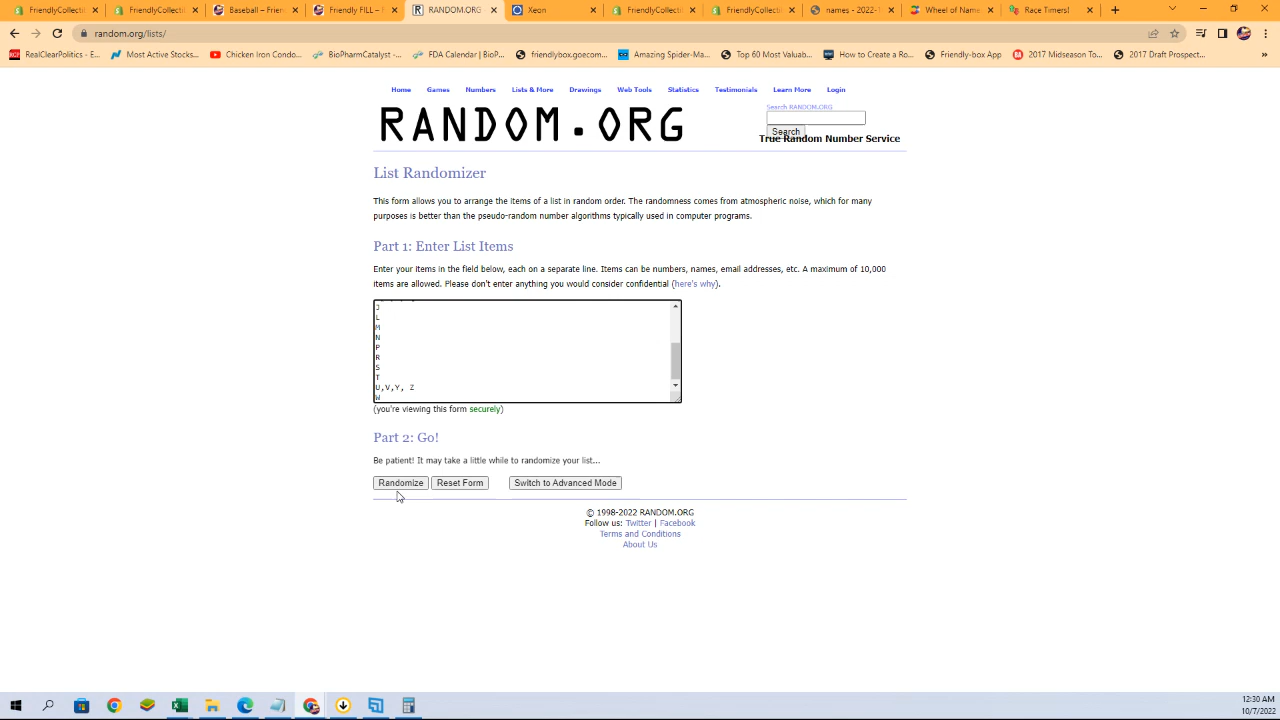 FriendlyCollectib
Baseball – Frien
Friendly FILL –
RANDOM.ORG
Xeon
FriendlyCollectib
FriendlyCollectib
names - 2022-1
Wheel of Name
Race Timers!
random.org/lists/
RealClearPolitics - E...
Most Active Stocks...
Chicken Iron Condo...
BioPharmCatalyst -...
FDA Calendar | BioP...
friendlybox.goecom...
Amazing Spider-Ma...
Top 60 Most Valuab...
How to Create a Ro...
Friendly-box App
2017 Midseason To...
2017 Draft Prospect...
Home Games Numbers Lists & More Drawings Web Tools Statistics Testimonials Learn More Login
RANDOM.ORG
Search RANDOM.ORG
Search
True Random Number Service
List Randomizer
This form allows you to arrange the items of a list in random order. The randomness comes from atmospheric noise, which for many
purposes is better than the pseudo-random number algorithms typically used in computer programs.
Part 1: Enter List Items
Enter your items in the field below, each on a separate line. Items can be numbers, names, email addresses, etc. A maximum of 10,000
items are allowed. Please don't enter anything you would consider confidential (here's why).
J
L
M
N
P
R
S
T
U,V,Y, Z
W
(you're viewing this form securely)
Part 2: Go!
Be patient! It may take a little while to randomize your list...
Randomize Reset Form Switch to Advanced Mode
© 1998-2022 RANDOM.ORG
Follow us: Twitter | Facebook
Terms and Conditions
About Us
12:30 AM
10/7/2022